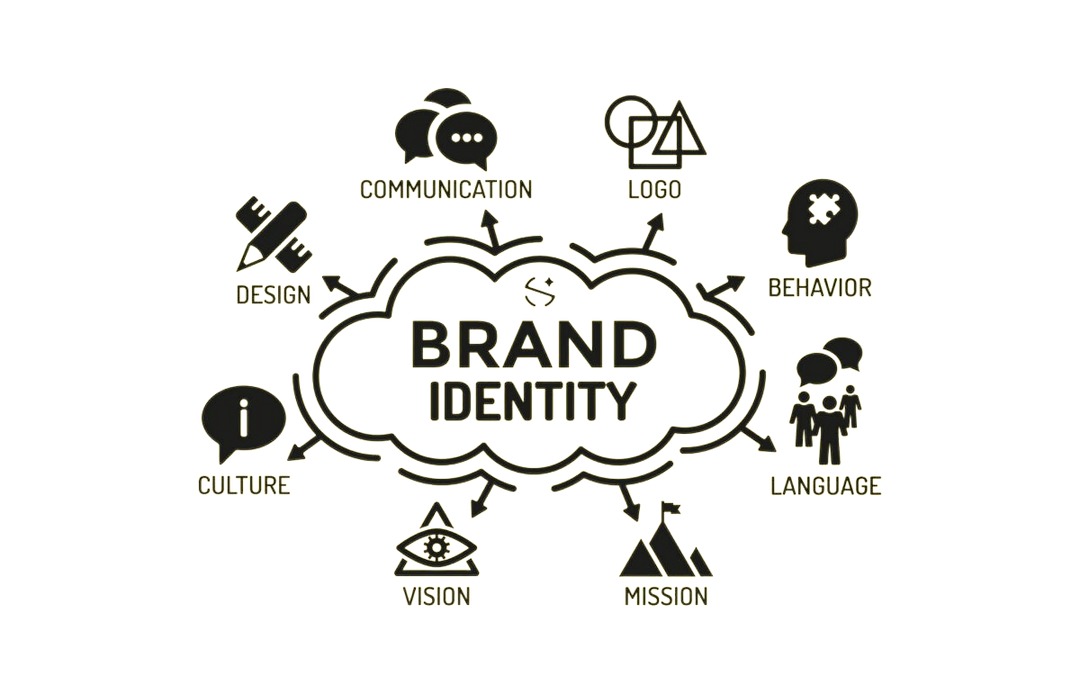 COMMUNICATION
LOGO
DESIGN
BEHAVIOR
BRAND
IDENTITY
CULTURE
LANGUAGE
VISION
MISSION